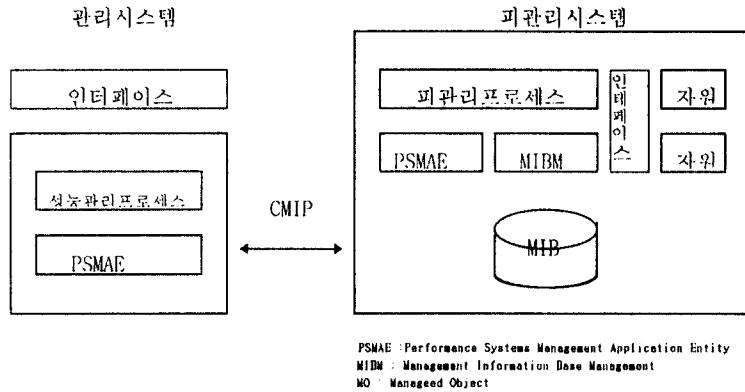 관리시스템
피관리시스템
인터페이스
피관리프로세스
인터페이스
자원
PSMAE
MIBM
자원
성능관리프로세스
CMIP
PSMAE
MIB
PSMAE : Performance Systems Management Application Entity
MIBM : Management Information Base Management
MO : Manageed Object